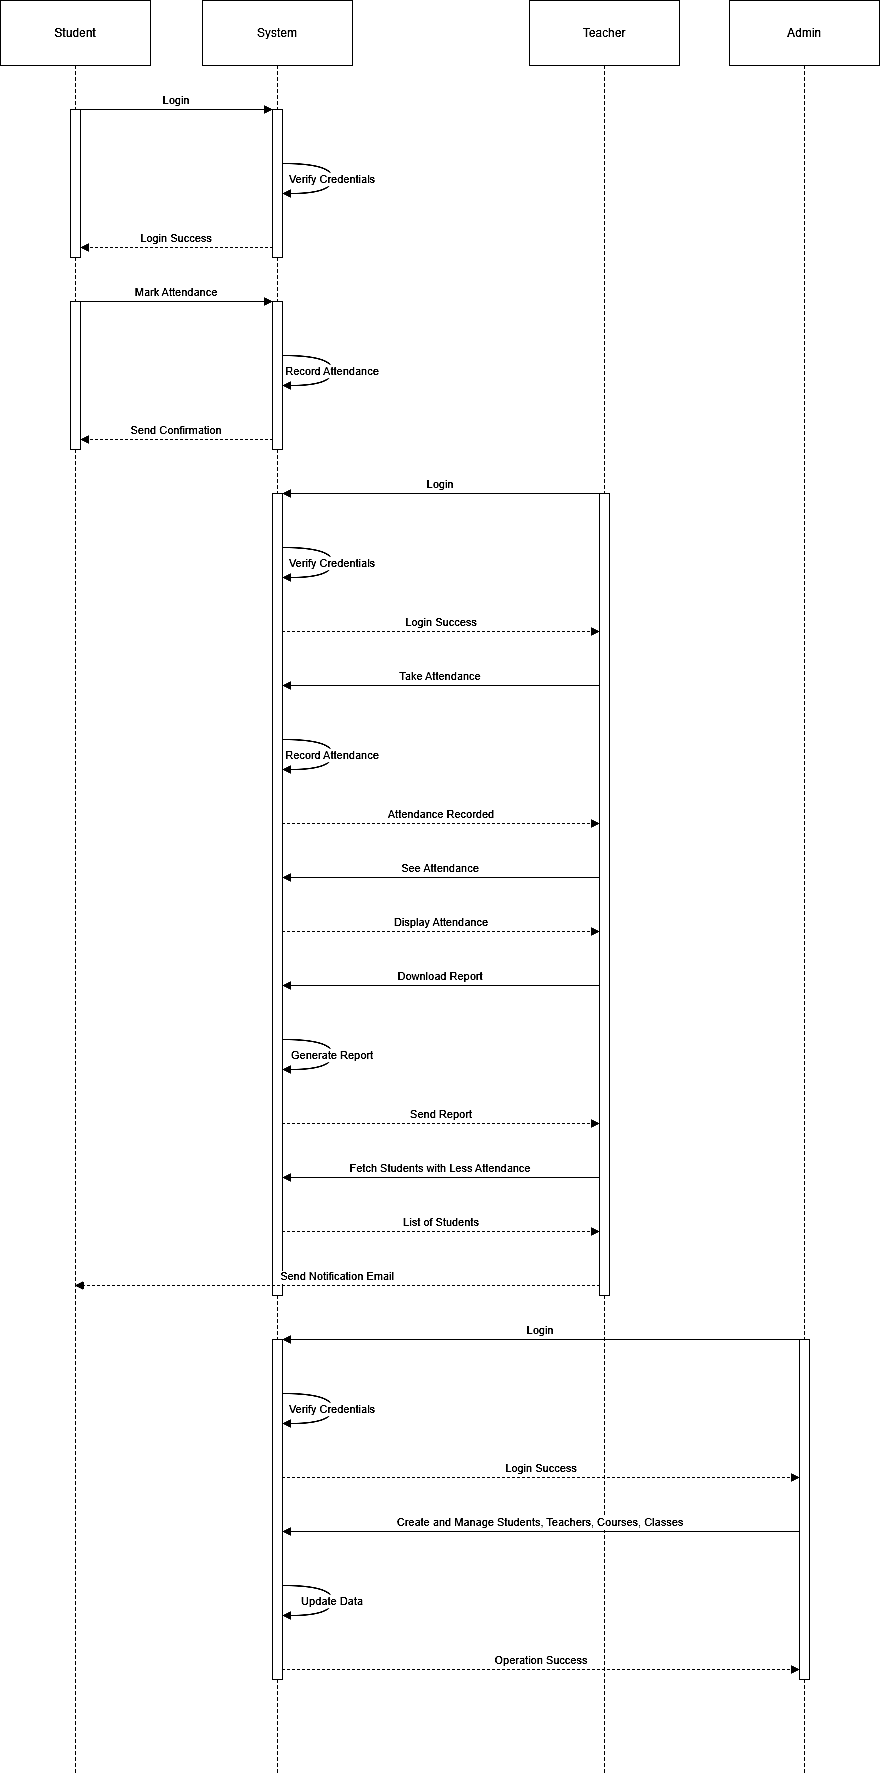 Student
System
Teacher
Admin
Login
Verify Credentials
Login Success
Mark Attendance
Record Attendance
Send Confirmation
Login
Verify Credentials
Login Success
Take Attendance
Record Attendance
Attendance Recorded
See Attendance
Display Attendance
Download Report
Generate Report
Send Report
Fetch Students with Less Attendance
List of Students
Send Notification Email
Login
Verify Credentials
Login Success
Create and Manage Students, Teachers, Courses, Classes
Update Data
Operation Success